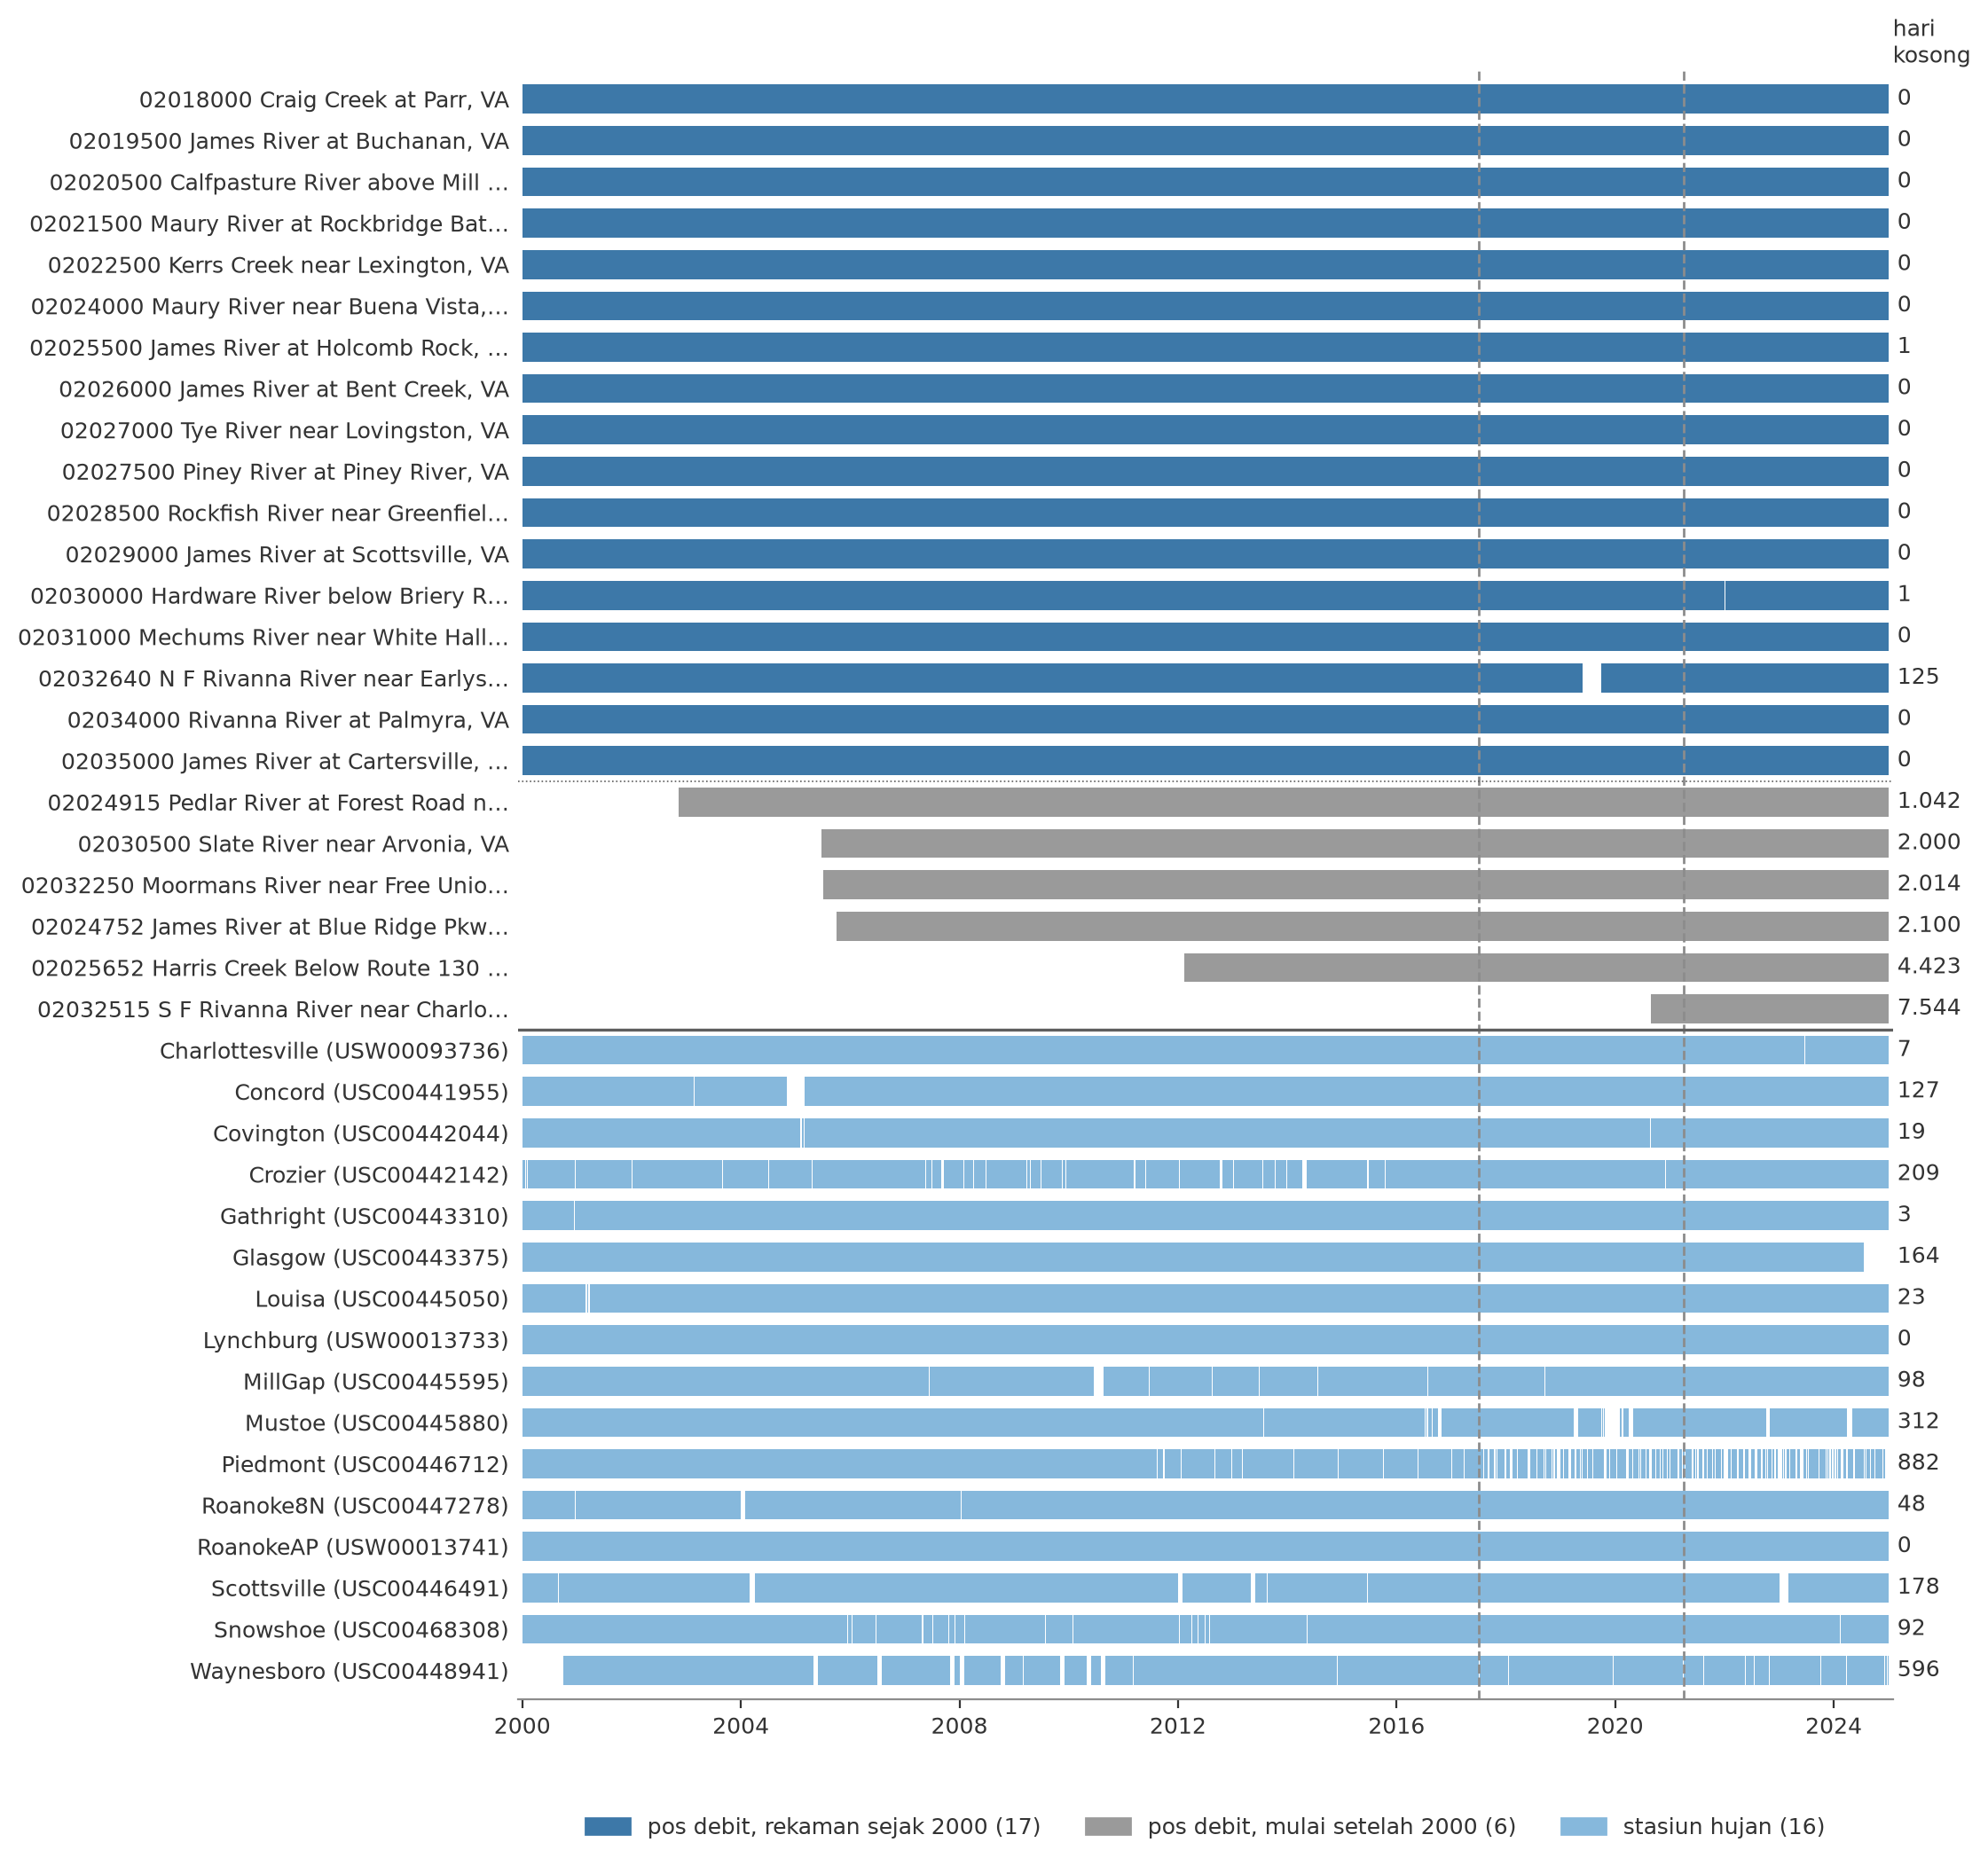 hari
kosong
02018000 Craig Creek at Parr, VA 0
02019500 James River at Buchanan, VA 0
02020500 Calfpasture River above Mill … 0
02021500 Maury River at Rockbridge Bat… 0
02022500 Kerrs Creek near Lexington, VA 0
02024000 Maury River near Buena Vista,… 0
02025500 James River at Holcomb Rock, … 1
02026000 James River at Bent Creek, VA 0
02027000 Tye River near Lovingston, VA 0
02027500 Piney River at Piney River, VA 0
02028500 Rockfish River near Greenfiel… 0
02029000 James River at Scottsville, VA 0
02030000 Hardware River below Briery R… 1
02031000 Mechums River near White Hall… 0
02032640 N F Rivanna River near Earlys… 125
02034000 Rivanna River at Palmyra, VA 0
02035000 James River at Cartersville, … 0
02024915 Pedlar River at Forest Road n… 1.042
02030500 Slate River near Arvonia, VA 2.000
02032250 Moormans River near Free Unio… 2.014
02024752 James River at Blue Ridge Pkw… 2.100
02025652 Harris Creek Below Route 130 … 4.423
02032515 S F Rivanna River near Charlo… 7.544
Charlottesville (USW00093736) 7
Concord (USC00441955) 127
Covington (USC00442044) 19
Crozier (USC00442142) 209
Gathright (USC00443310) 3
Glasgow (USC00443375) 164
Louisa (USC00445050) 23
Lynchburg (USW00013733) 0
MillGap (USC00445595) 98
Mustoe (USC00445880) 312
Piedmont (USC00446712) 882
Roanoke8N (USC00447278) 48
RoanokeAP (USW00013741) 0
Scottsville (USC00446491) 178
Snowshoe (USC00468308) 92
Waynesboro (USC00448941) 596
2000 2004 2008 2012 2016 2020 2024
pos debit, rekaman sejak 2000 (17) pos debit, mulai setelah 2000 (6) stasiun hujan (16)